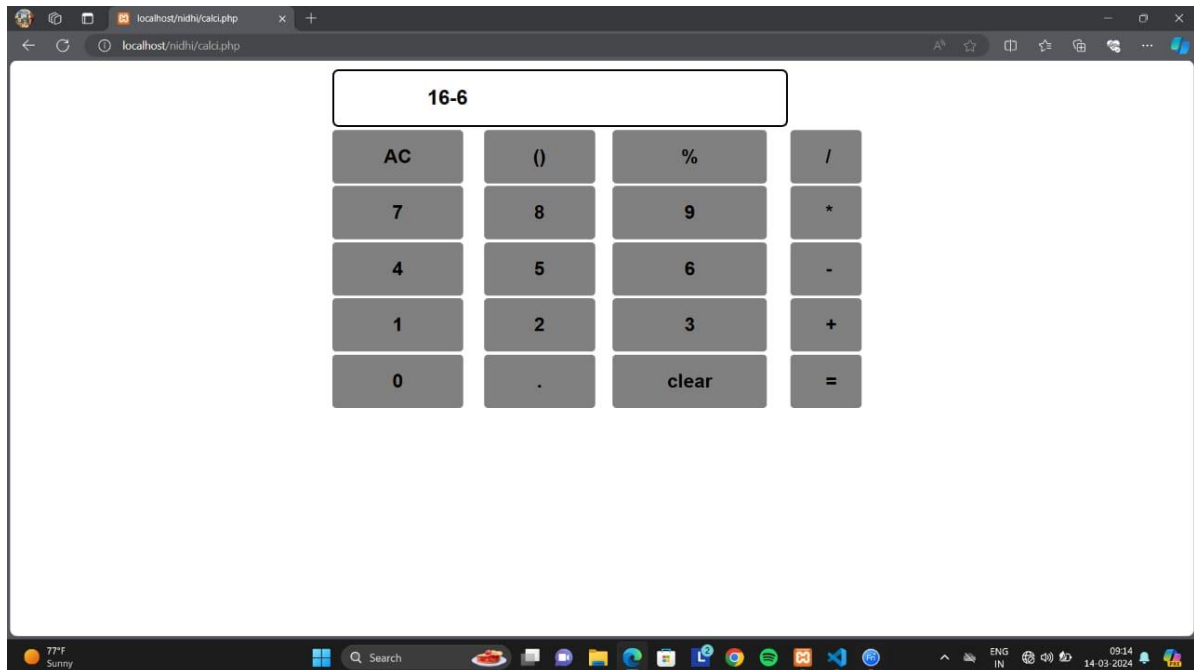 localhost/nidhi/calci.php
localhost/nidhi/calci.php
16-6
AC () % /
7 8 9 *
4 5 6 -
1 2 3 +
0 . clear =
77°F
Sunny
Search
ENG
IN
09:14
14-03-2024